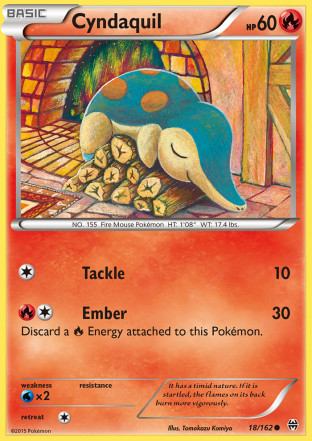 BASIC
Cyndaquil
HP60
NO. 155 Fire Mouse Pokémon HT: 1'08" WT: 17.4 lbs.
Tackle 10
Ember 30
Discard a Energy attached to this Pokémon.
weakness resistance
×2
retreat
It has a timid nature. If it is
startled, the flames on its back
burn more vigorously.
©2015 Pokémon
Illus. Tomokazu Komiya
18/162